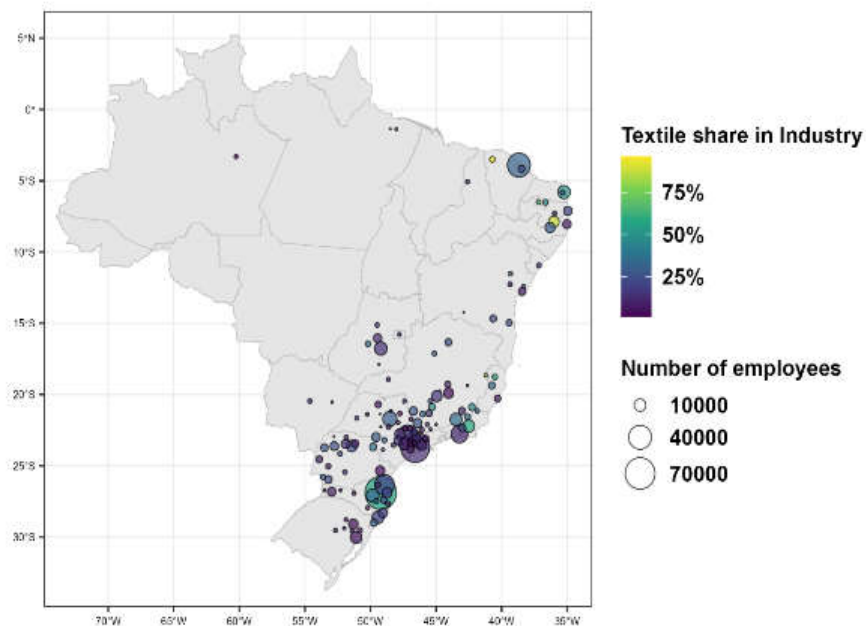 5°N
0°
5°S
10°S
15°S
20°S
25°S
30°S
70°W 65°W 60°W 55°W 50°W 45°W 40°W 35°W
Textile share in Industry
75%
50%
25%
Number of employees
10000
40000
70000